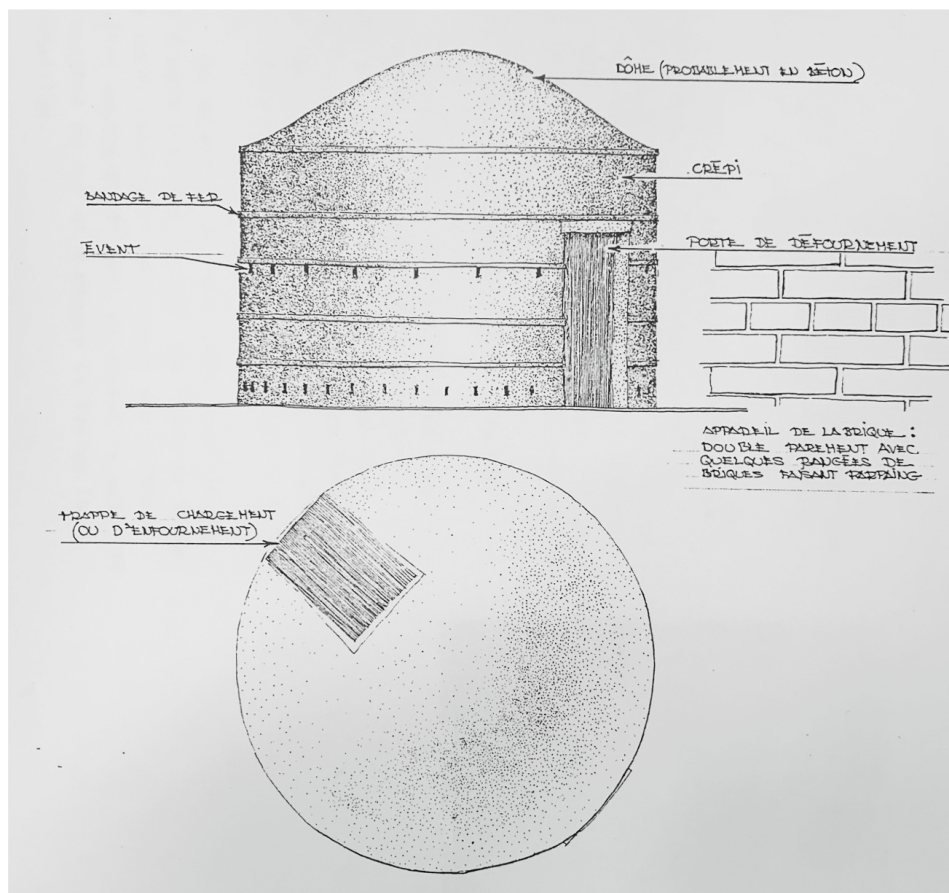 DÔME (PROBABLEMENT EN BÉTON)
CRÉPI
BANDAGE DE FER
ÉVENT
PORTE DE DÉFOURNEMENT
APPAREIL DE LA BRIQUE :
DOUBLE PAREMENT AVEC
QUELQUES RANGÉES DE
BRIQUES FAISANT PARPAING
TRAPPE DE CHARGEMENT
(OU D'ENFOURNEMENT)